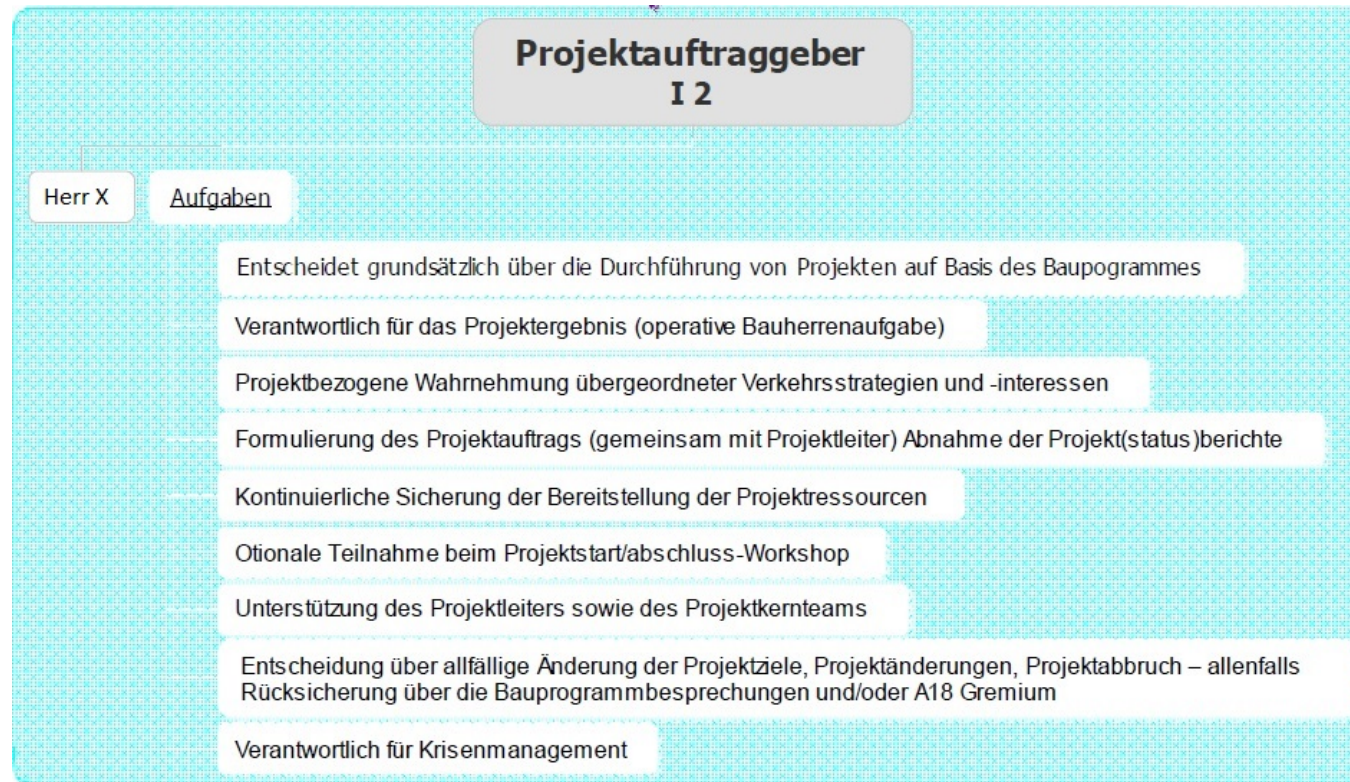 Projektauftraggeber
I 2
Herr X
Aufgaben
Entscheidet grundsätzlich über die Durchführung von Projekten auf Basis des Baupogrammes
Verantwortlich für das Projektergebnis (operative Bauherrenaufgabe)
Projektbezogene Wahrnehmung übergeordneter Verkehrsstrategien und -interessen
Formulierung des Projektauftrags (gemeinsam mit Projektleiter) Abnahme der Projekt(status)berichte
Kontinuierliche Sicherung der Bereitstellung der Projektressourcen
Otionale Teilnahme beim Projektstart/abschluss-Workshop
Unterstützung des Projektleiters sowie des Projektkernteams
Entscheidung über allfällige Änderung der Projektziele, Projektänderungen, Projektabbruch – allenfalls
Rücksicherung über die Bauprogrammbesprechungen und/oder A18 Gremium
Verantwortlich für Krisenmanagement